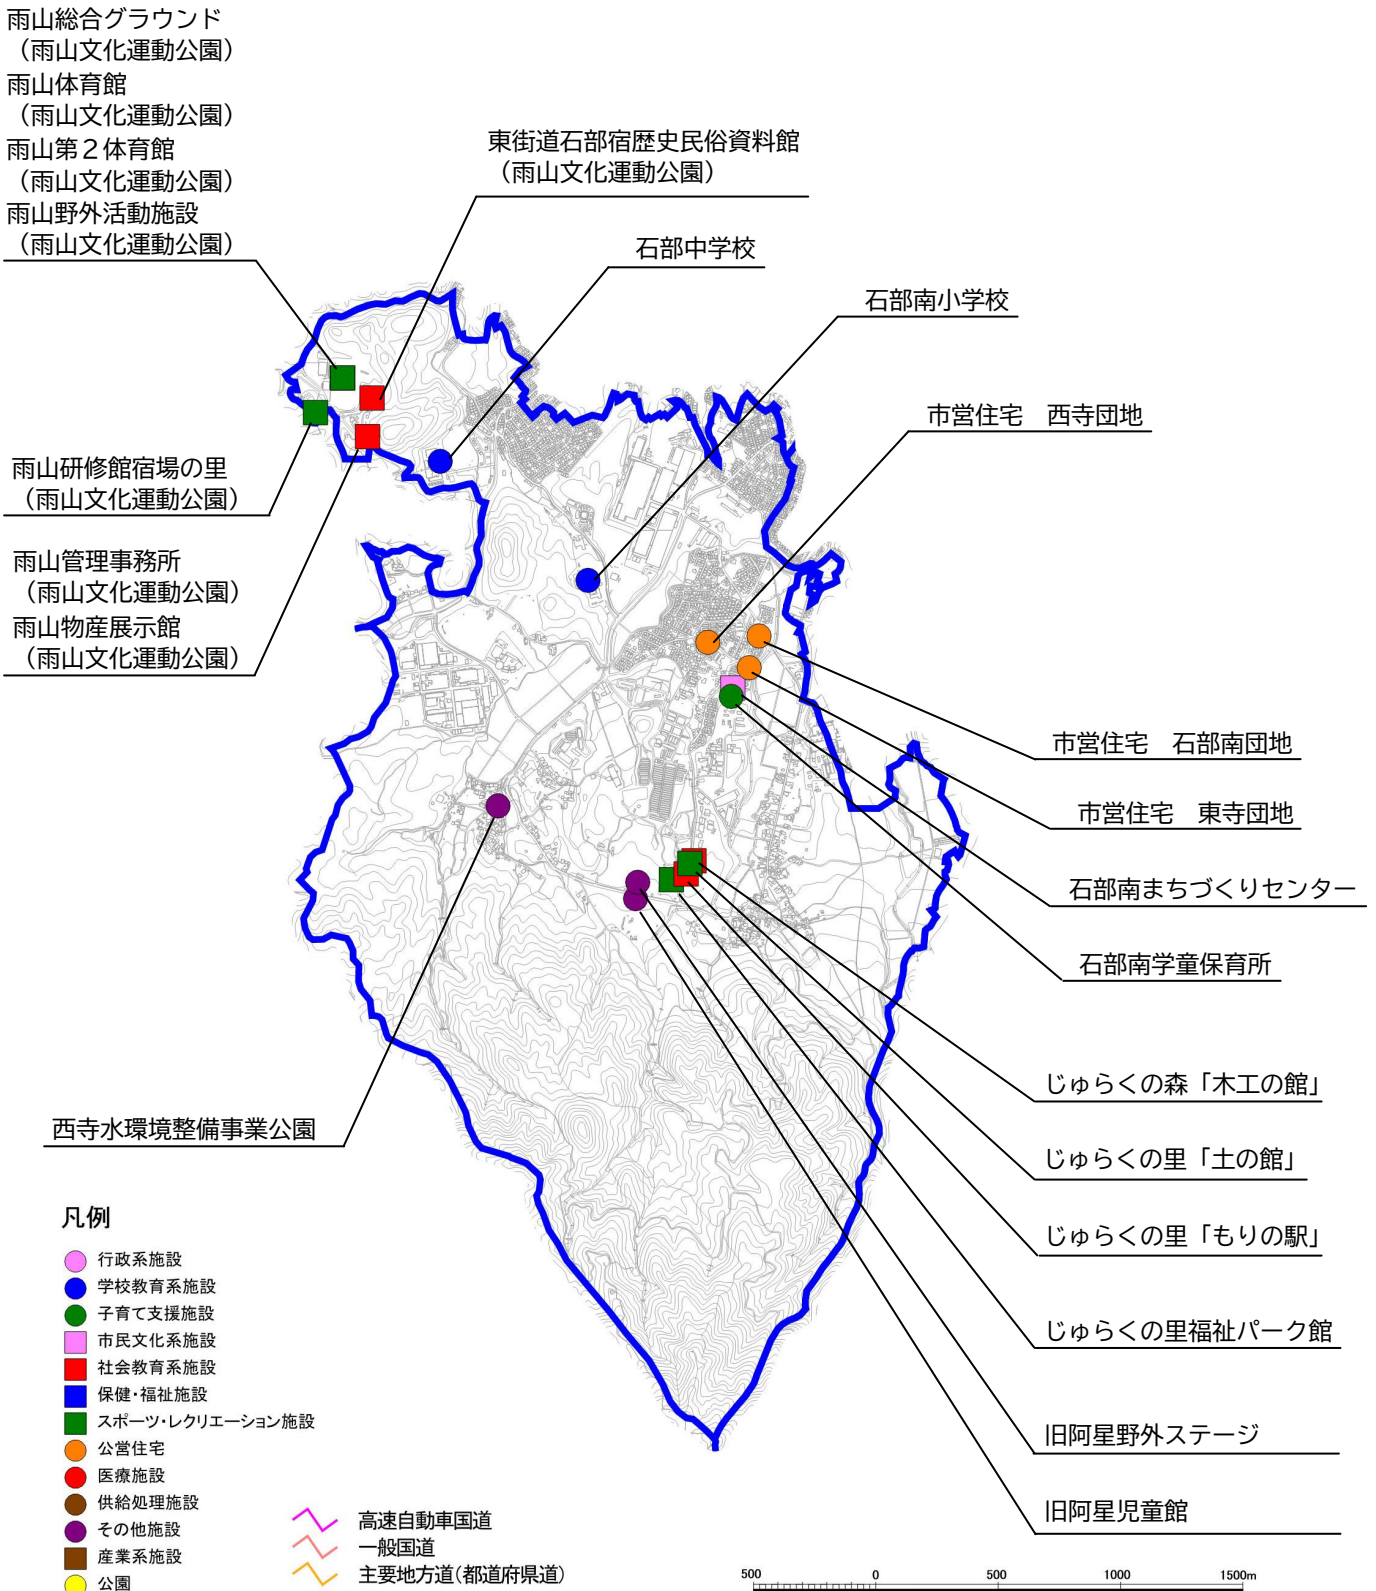 雨山総合グラウンド
（雨山文化運動公園）
雨山体育館
（雨山文化運動公園）
雨山第２体育館
（雨山文化運動公園）
雨山野外活動施設
（雨山文化運動公園）
東街道石部宿歴史民俗資料館
（雨山文化運動公園）
石部中学校
石部南小学校
市営住宅　西寺団地
雨山研修館宿場の里
（雨山文化運動公園）
雨山管理事務所
（雨山文化運動公園）
雨山物産展示館
（雨山文化運動公園）
市営住宅　石部南団地
市営住宅　東寺団地
石部南まちづくりセンター
石部南学童保育所
じゅらくの森「木工の館」
じゅらくの里「土の館」
じゅらくの里「もりの駅」
じゅらくの里福祉パーク館
旧阿星野外ステージ
旧阿星児童館
西寺水環境整備事業公園
凡例
行政系施設
学校教育系施設
子育て支援施設
市民文化系施設
社会教育系施設
保健・福祉施設
スポーツ・レクリエーション施設
公営住宅
医療施設
供給処理施設
その他施設
産業系施設
公園
高速自動車国道
一般国道
主要地方道（都道府県道）
500 0 500 1000 1500m